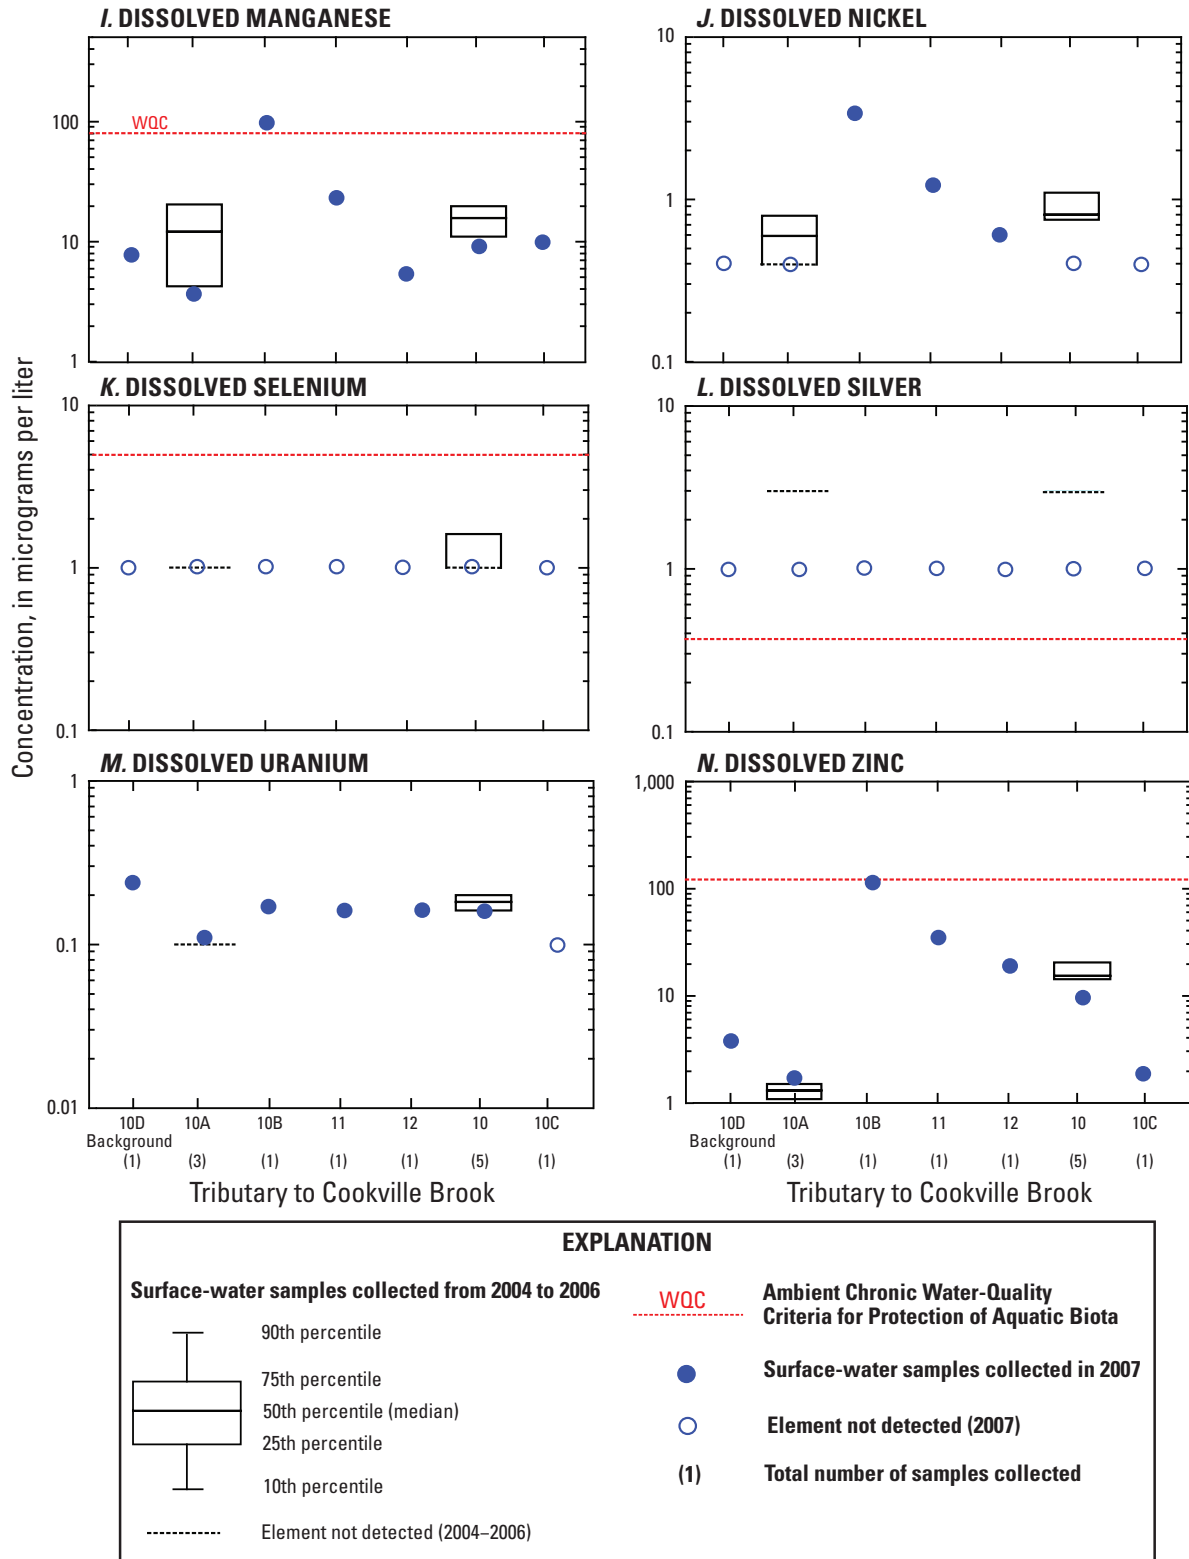 I. DISSOLVED MANGANESE
100
10
1
WQC
J. DISSOLVED NICKEL
10
1
0.1
Concentration, in micrograms per liter
K. DISSOLVED SELENIUM
10
1
0.1
L. DISSOLVED SILVER
10
1
0.1
M. DISSOLVED URANIUM
1
0.1
0.01
10D 10A 10B 11 12 10 10C
Background
(1) (3) (1) (1) (1) (5) (1)
Tributary to Cookville Brook
N. DISSOLVED ZINC
1,000
100
10
1
10D 10A 10B 11 12 10 10C
Background
(1) (3) (1) (1) (1) (5) (1)
Tributary to Cookville Brook
EXPLANATION
Surface-water samples collected from 2004 to 2006
90th percentile
75th percentile
50th percentile (median)
25th percentile
10th percentile
Element not detected (2004–2006)
WQC
Ambient Chronic Water-Quality
Criteria for Protection of Aquatic Biota
Surface-water samples collected in 2007
Element not detected (2007)
(1) Total number of samples collected